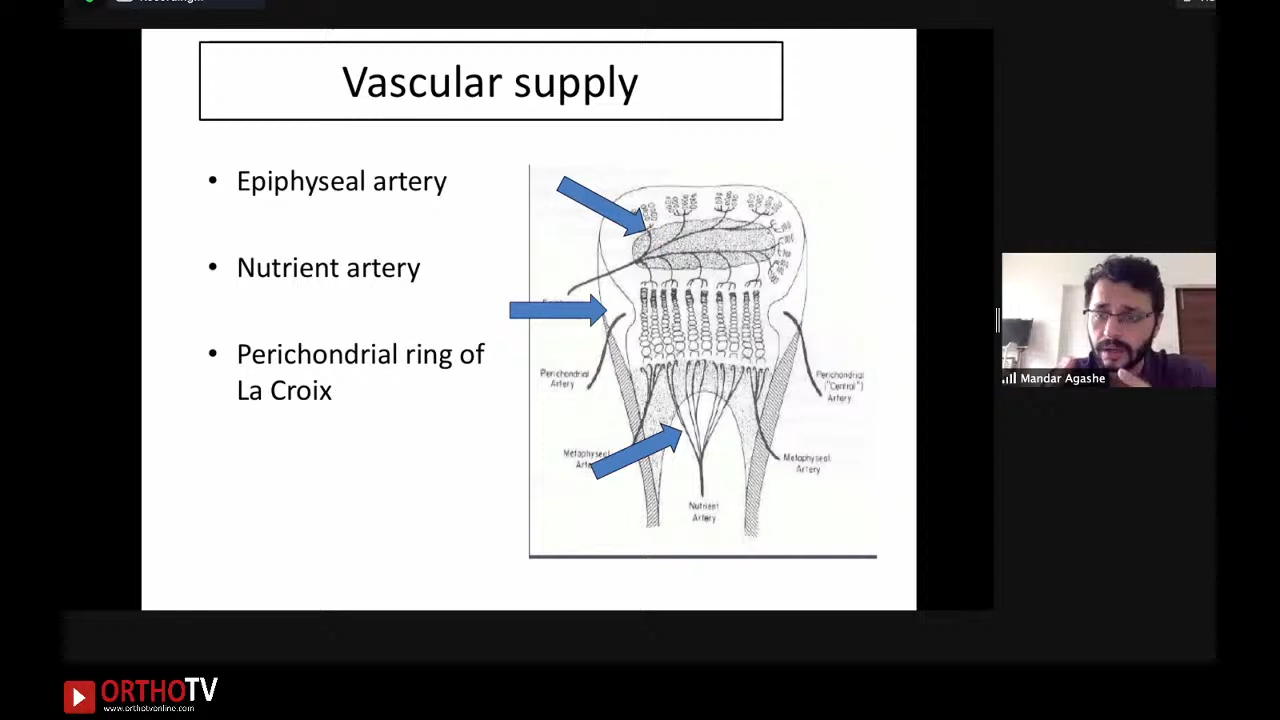 Vascular supply
• Epiphyseal artery
• Nutrient artery
• Perichondrial ring of
La Croix
Perichondrial
Artery
Perichondrial
("Central")
Artery
Metaphyseal
Metaphyseal
Artery
Nutrient
Artery
Mandar Agashe
ORTHOTV
www.orthotvonline.com